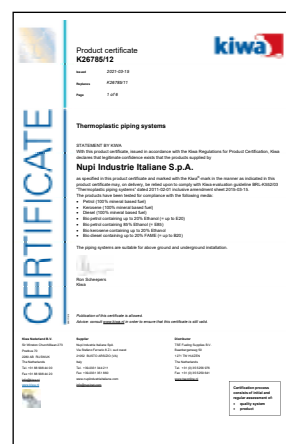 Product certificate
K26785/12
kiwa
Issued 2021-03-15
Replaces K26785/11
Page 1 of 8
CERTIFICATE
Thermoplastic piping systems
STATEMENT BY KIWA
With this product certificate, issued in accordance with the Kiwa Regulations for Product Certification, Kiwa
declares that legitimate confidence exists that the products supplied by
Nupi Industrie Italiane S.p.A.
as specified in this product certificate and marked with the Kiwa® mark in the manner as indicated in this
product certificate may, on delivery, be relied upon to comply with Kiwa evaluation guideline BRL-K552/03
"Thermoplastic piping systems" dated 2011-02-01 inclusive amendment sheet
The products have been tested for compliance with the following media:
• Petrol (100% mineral based fuel)
• Kerosene (100% mineral based fuel)
• Diesel (100% mineral based fuel)
• Bio petrol containing up to 20% Ethanol (= up to E20)
• Bio petrol containing 85% Ethanol (= E85)
• Bio kerosene containing up to 20% Ethanol
• Bio diesel containing up to 20% FAME (= up to B20)
The piping systems are suitable for above ground and underground installation.
Ron Scheepers
Kiwa
Publication of this certificate is allowed.
Advice: consult www.kiwa.nl in order to ensure that this certificate is still valid.
Kiwa Nederland B.V.
Supplier
Nupi Industrie Italiane S.p.A.
The Netherlands
Italy
Distributor
The Netherlands
Certification process
consists of initial and
regular assessment of:
• quality system
• product